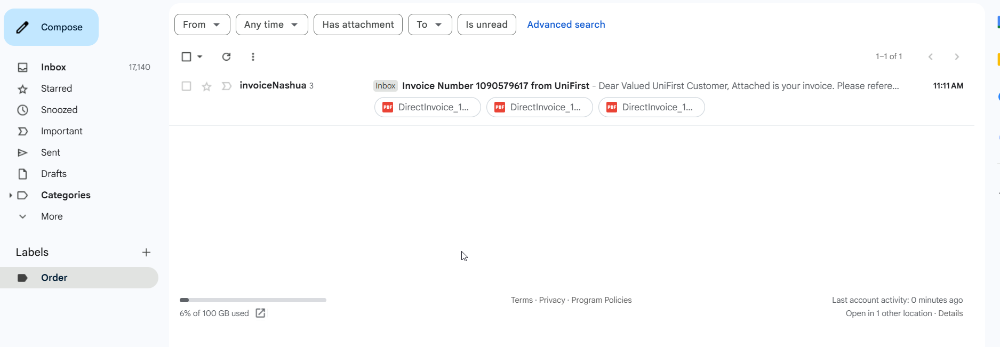 Compose
Inbox 17,140
Starred
Snoozed
Important
Sent
Drafts
Categories
More
Labels
Order
From Any time Has attachment To Is unread Advanced search
1–1 of 1
invoiceNashua 3 Inbox Invoice Number 1090579617 from UniFirst - Dear Valued UniFirst Customer, Attached is your invoice. Please refere... 11:11 AM
PDF DirectInvoice_1... PDF DirectInvoice_1... PDF DirectInvoice_1...
6% of 100 GB used
Terms · Privacy · Program Policies
Last account activity: 0 minutes ago
Open in 1 other location · Details